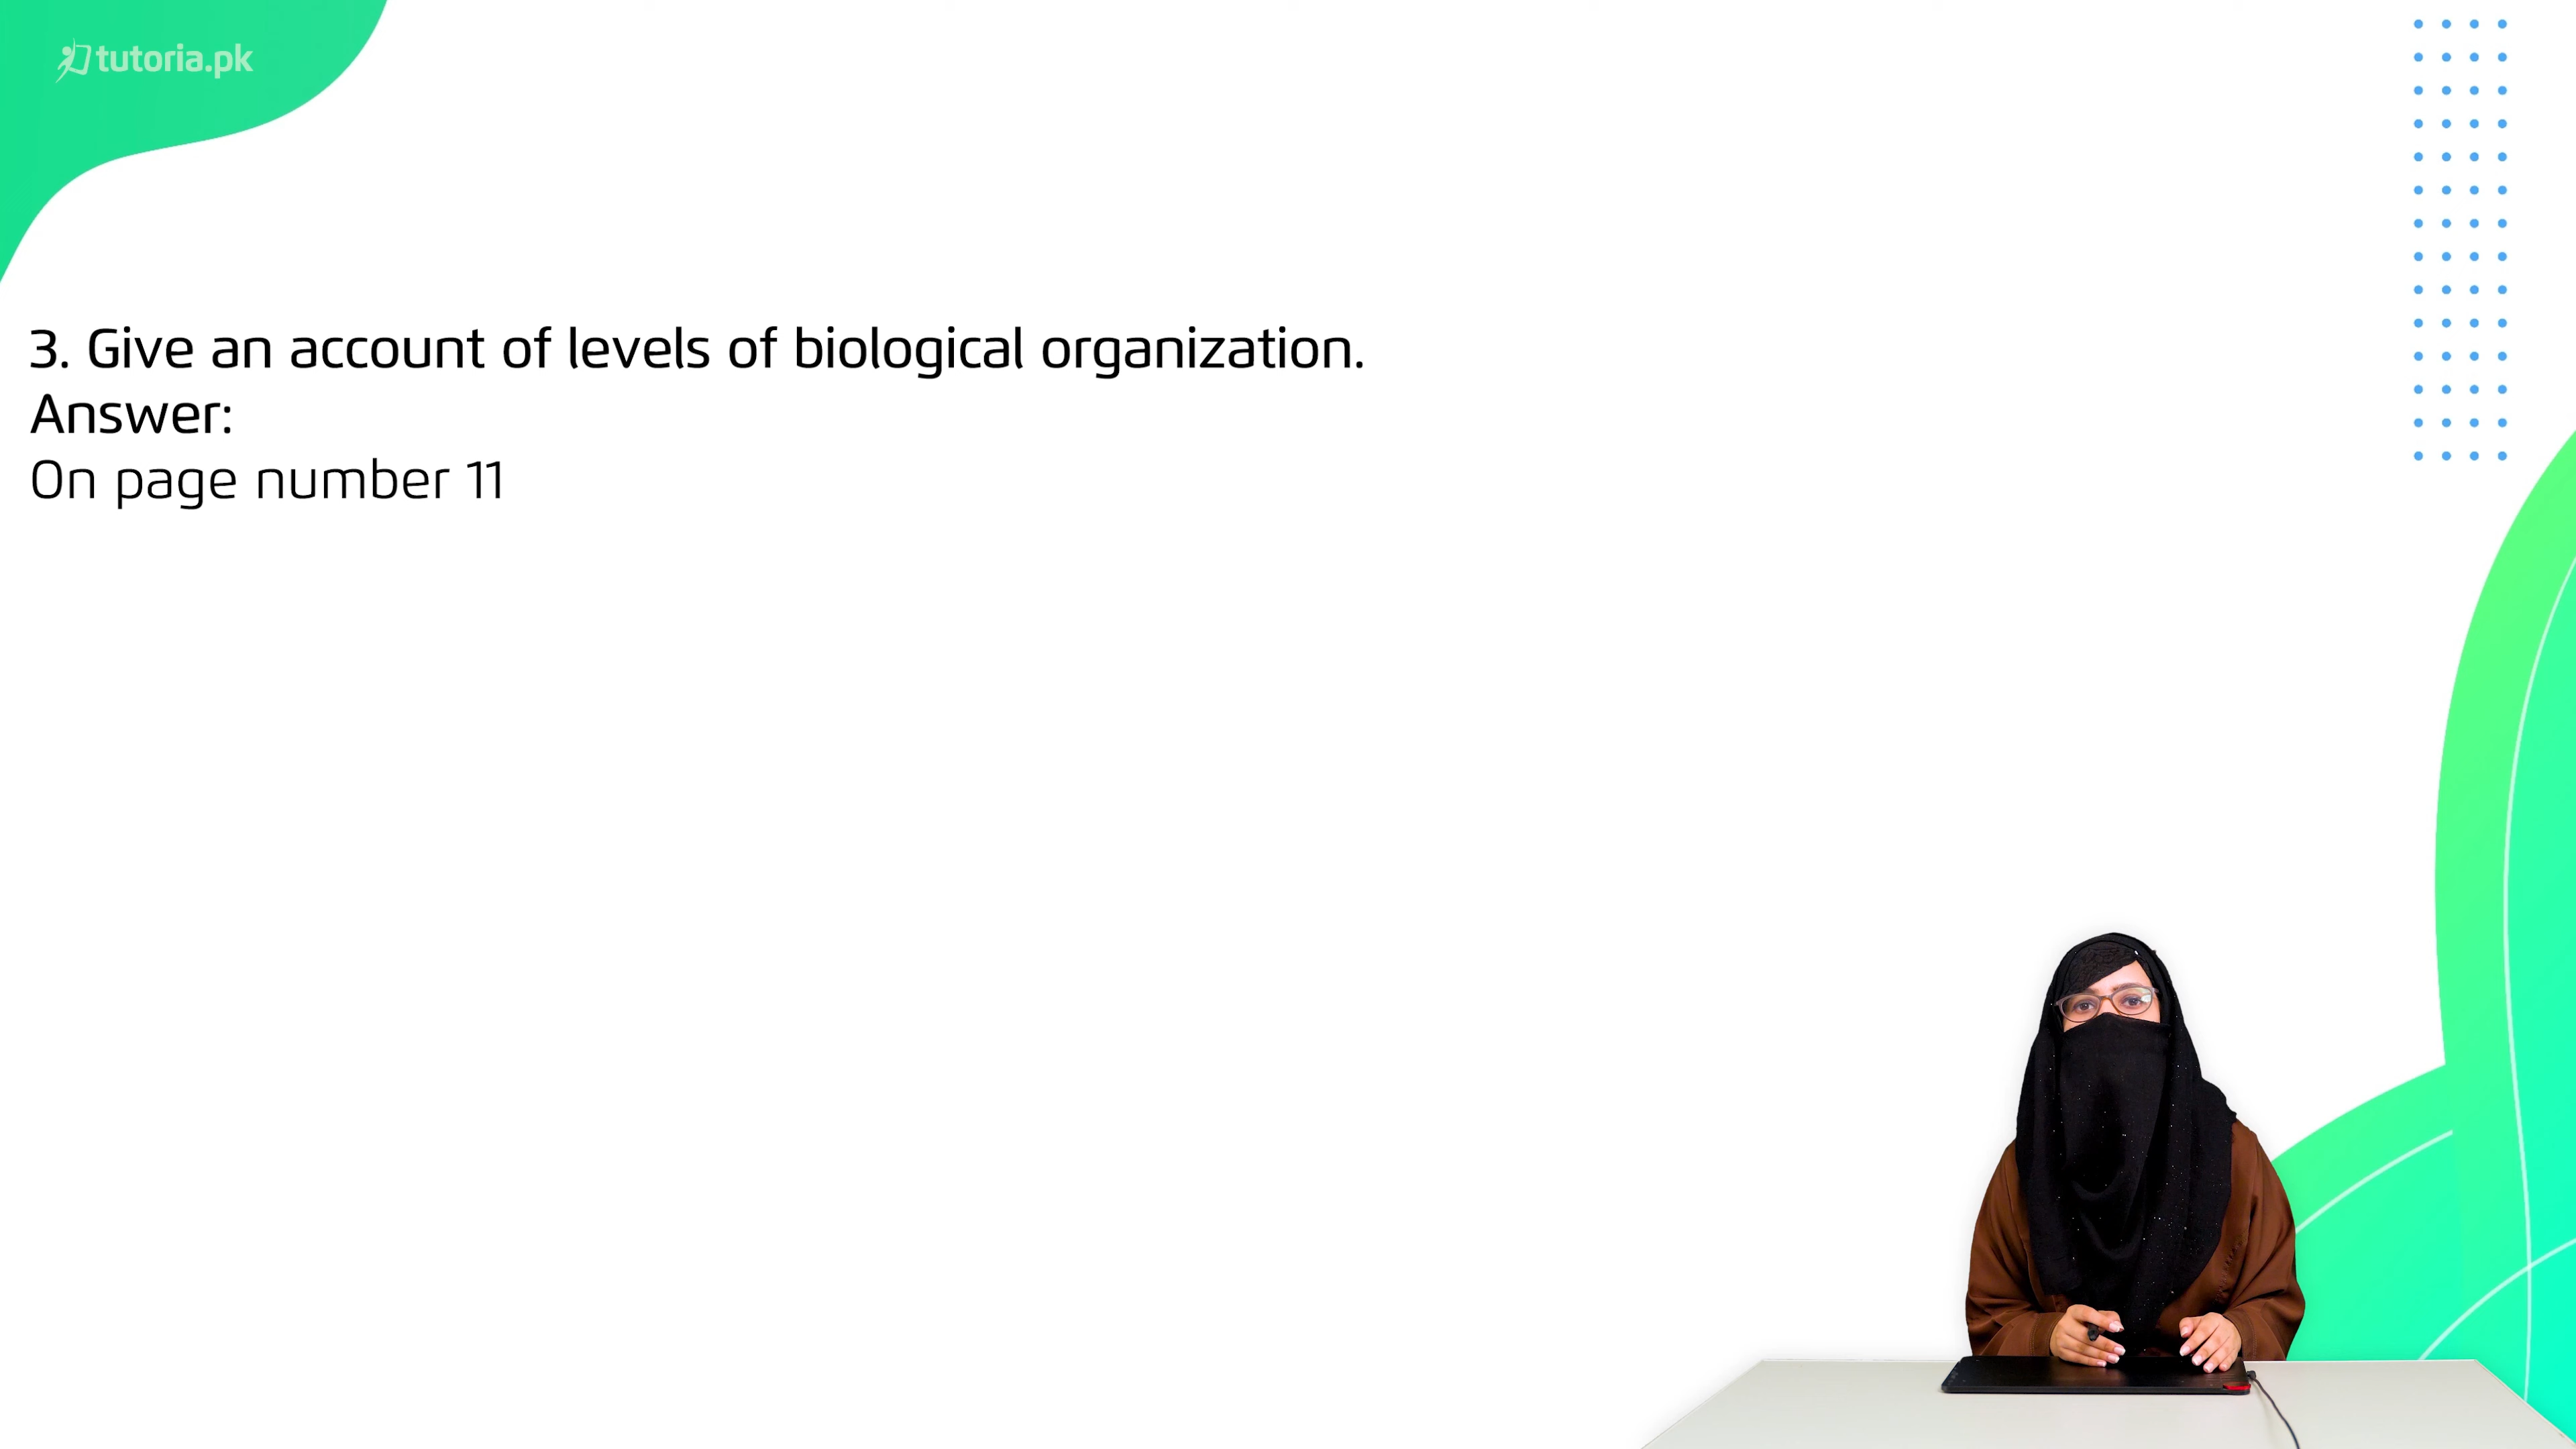 tutoria.pk
3. Give an account of levels of biological organization.
Answer:
On page number 11